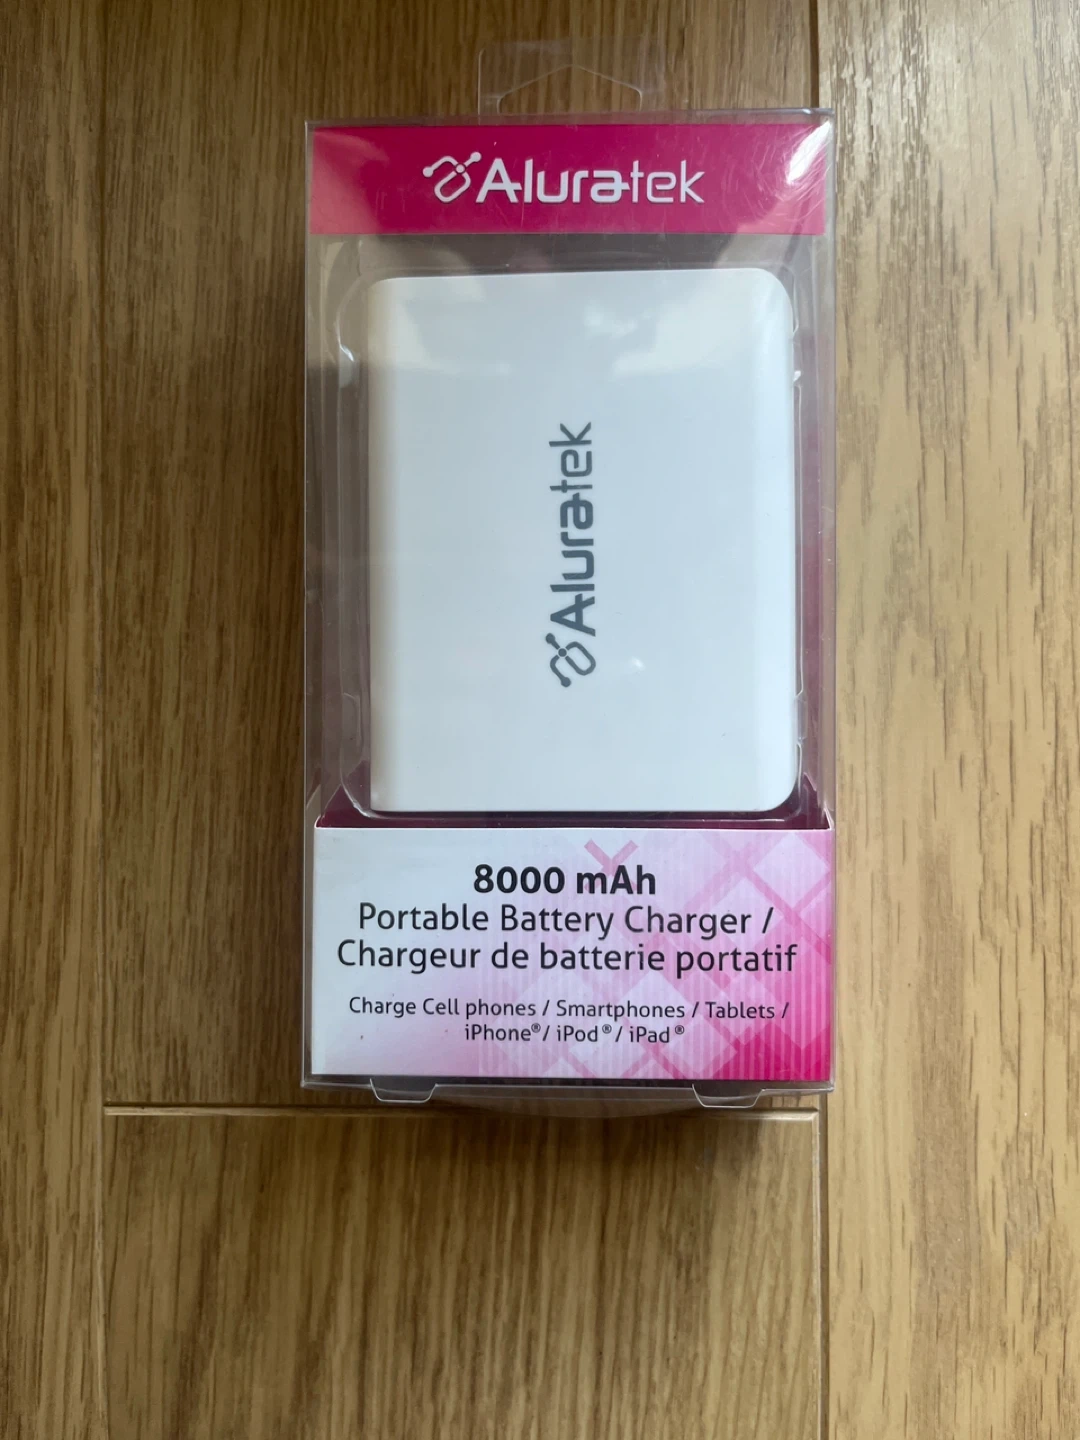 Aluratek
Aluratek
8000 mAh
Portable Battery Charger /
Chargeur de batterie portatif
Charge Cell phones / Smartphones / Tablets /
iPhone® / iPod® / iPad®